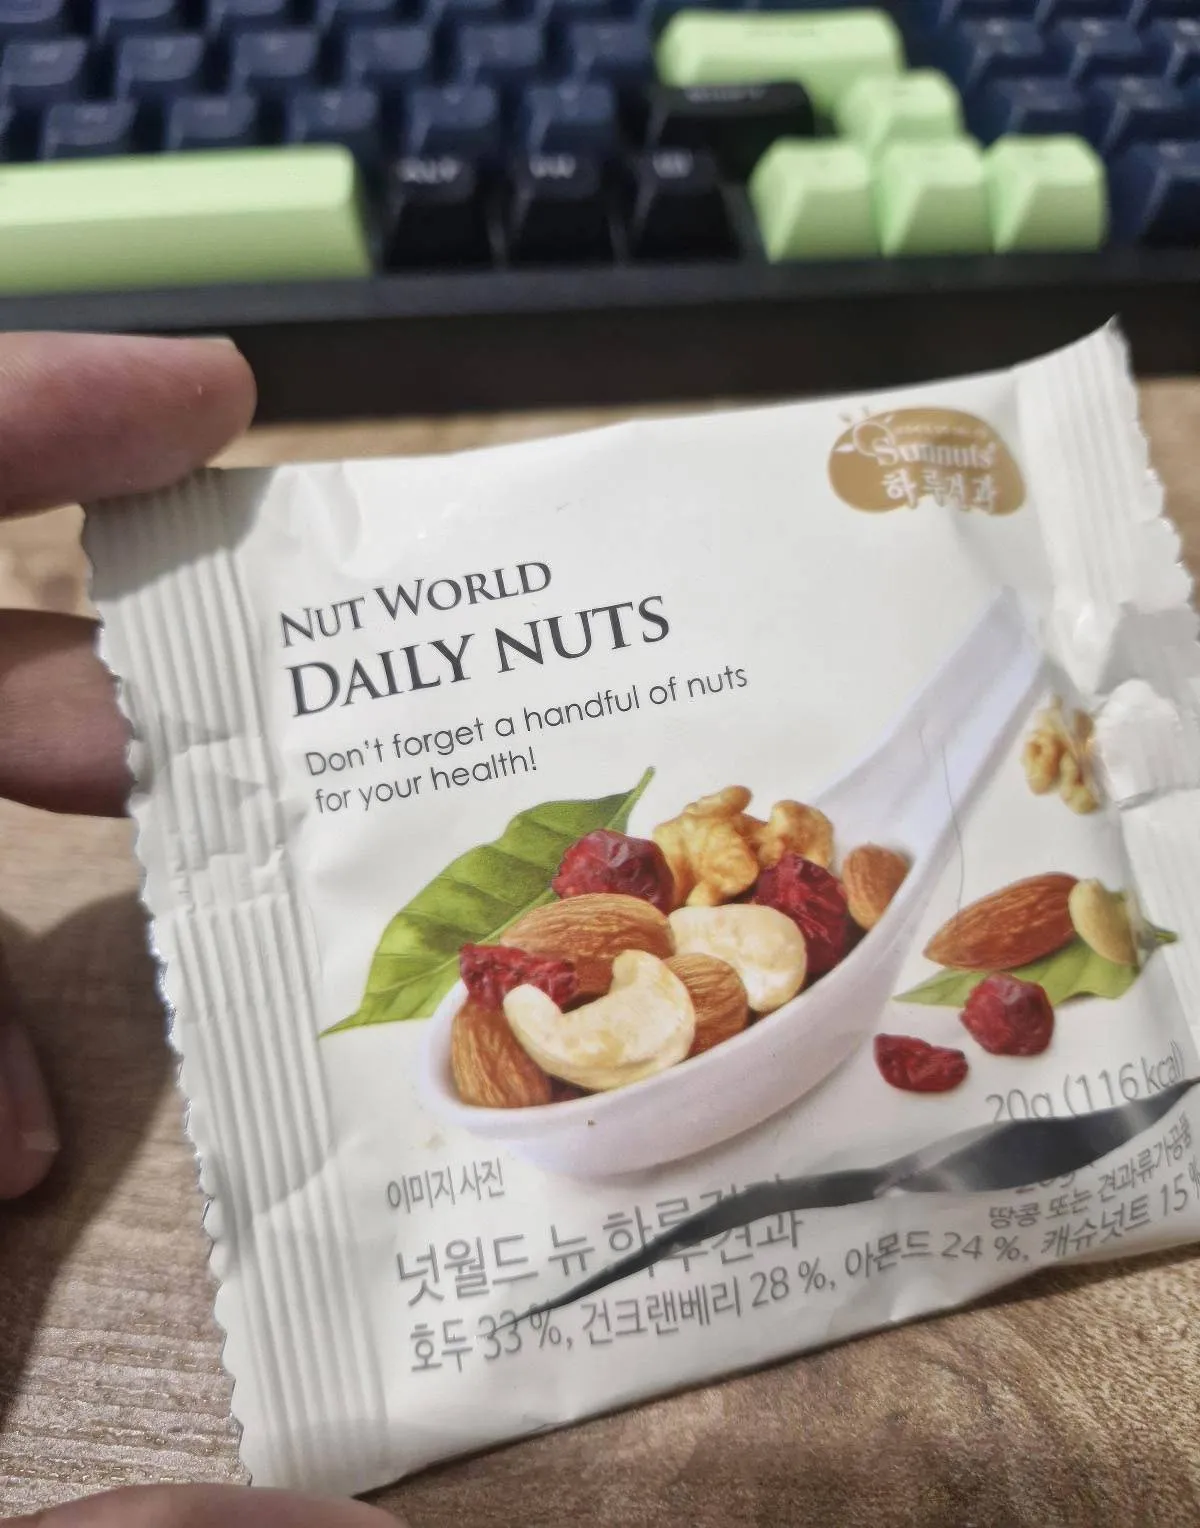 ALT
Sunnuts
하루견과
NUT WORLD
DAILY NUTS
Don't forget a handful of nuts
for your health!
20g (116 kcal)
이미지 사진
땅콩 또는 견과류가공품
넛월드 뉴 하루견과
호두 33 %, 건크랜베리 28 %, 아몬드 24 %, 캐슈넛트 15 %